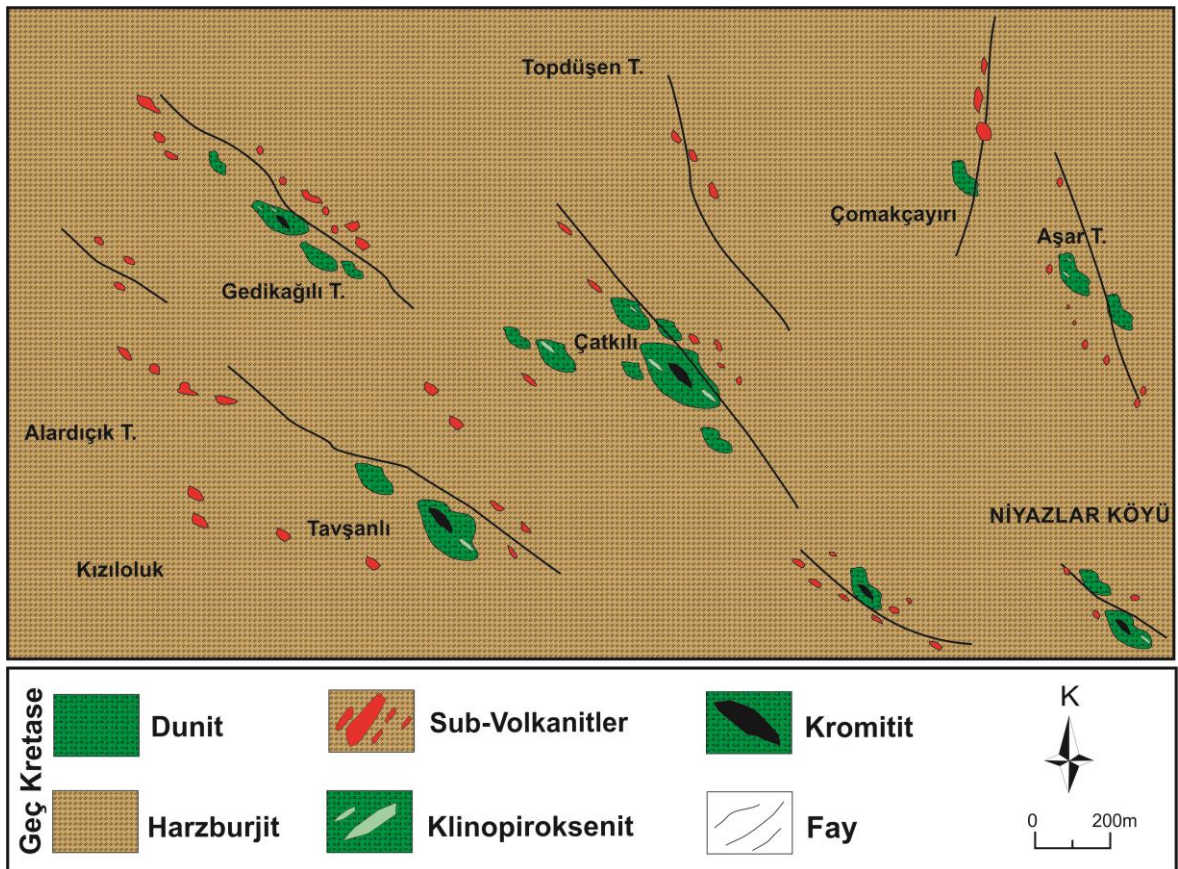 Topdüşen T.
Çomakçayırı
Aşar T.
Gedikağılı T.
Çatkılı
Alardıçık T.
NİYAZLAR KÖYÜ
Tavşanlı
Kızıloluk
Geç Kretase
Dunit
Sub-Volkanitler
Kromitit
K
Harzburjit
Klinopiroksenit
Fay
0 200m